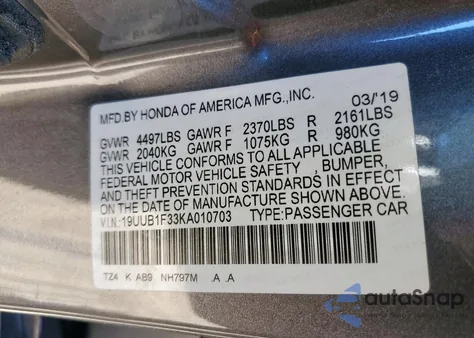 MFD.BY HONDA OF AMERICA MFG.,INC. 03/'19
GVWR 4497LBS GAWR F 2370LBS R 2161LBS
GVWR 2040KG GAWR F 1075KG R 980KG
THIS VEHICLE CONFORMS TO ALL APPLICABLE
FEDERAL MOTOR VEHICLE SAFETY , BUMPER,
AND THEFT PREVENTION STANDARDS IN EFFECT
ON THE DATE OF MANUFACTURE SHOWN ABOVE.
V.I.N.:19UUB1F33KA010703 TYPE:PASSENGER CAR
TZ4 K AB9 NH797M .A .A
autoSnap